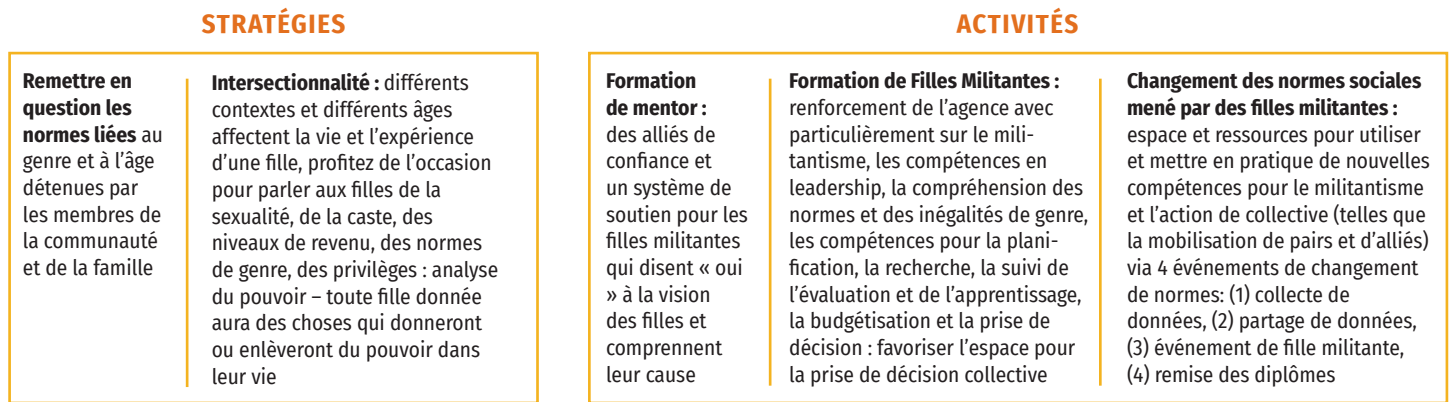 STRATÉGIES
Remettre en
question les
normes liées au
genre et à l'âge
détenues par
les membres de
la communauté
et de la famille
Intersectionnalité : différents
contextes et différents âges
affectent la vie et l'expérience
d'une fille, profitez de l'occasion
pour parler aux filles de la
sexualité, de la caste, des
niveaux de revenu, des normes
de genre, des privilèges : analyse
du pouvoir – toute fille donnée
aura des choses qui donneront
ou enlèveront du pouvoir dans
leur vie
ACTIVITÉS
Formation
de mentor :
des alliés de
confiance et
un système de
soutien pour les
filles militantes
qui disent « oui
» à la vision
des filles et
comprennent
leur cause
Formation de Filles Militantes :
renforcement de l'agence avec
particulièrement sur le mili-
tantisme, les compétences en
leadership, la compréhension des
normes et des inégalités de genre,
les compétences pour la plani-
fication, la recherche, la suivi de
l'évaluation et de l'apprentissage,
la budgétisation et la prise de
décision : favoriser l'espace pour
la prise de décision collective
Changement des normes sociales
mené par des filles militantes :
espace et ressources pour utiliser
et mettre en pratique de nouvelles
compétences pour le militantisme
et l'action de collective (telles que
la mobilisation de pairs et d'alliés)
via 4 événements de changement
de normes: (1) collecte de
données, (2) partage de données,
(3) événement de fille militante,
(4) remise des diplômes